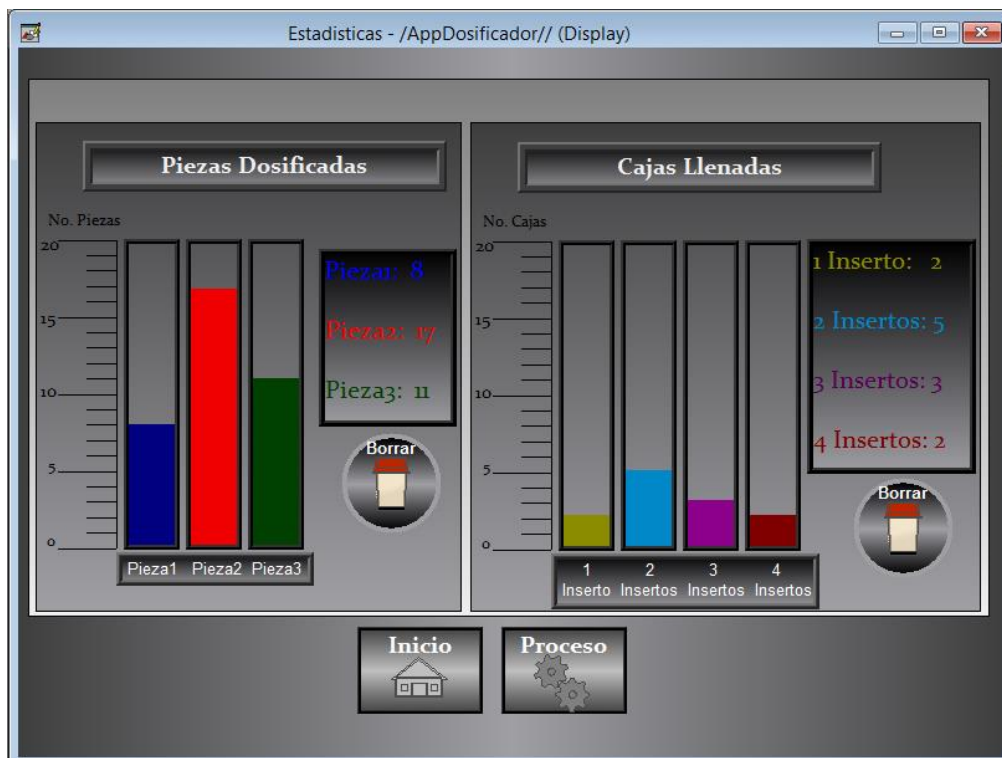 Estadisticas - /AppDosificador// (Display)
Piezas Dosificadas
No. Piezas
20
15
10
5
0
Pieza1 Pieza2 Pieza3
Pieza1: 8
Pieza2: 17
Pieza3: 11
Borrar
Cajas Llenadas
No. Cajas
20
15
10
5
0
1 2 3 4
Inserto Insertos Insertos Insertos
1 Inserto: 2
2 Insertos: 5
3 Insertos: 3
4 Insertos: 2
Borrar
Inicio
Proceso